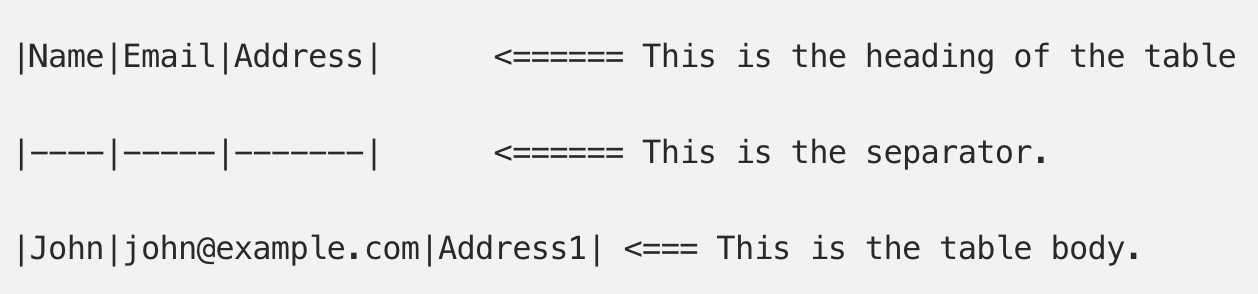 |Name|Email|Address|      <====== This is the heading of the table
|----|-----|-------|      <====== This is the separator.
|John|john@example.com|Address1| <=== This is the table body.